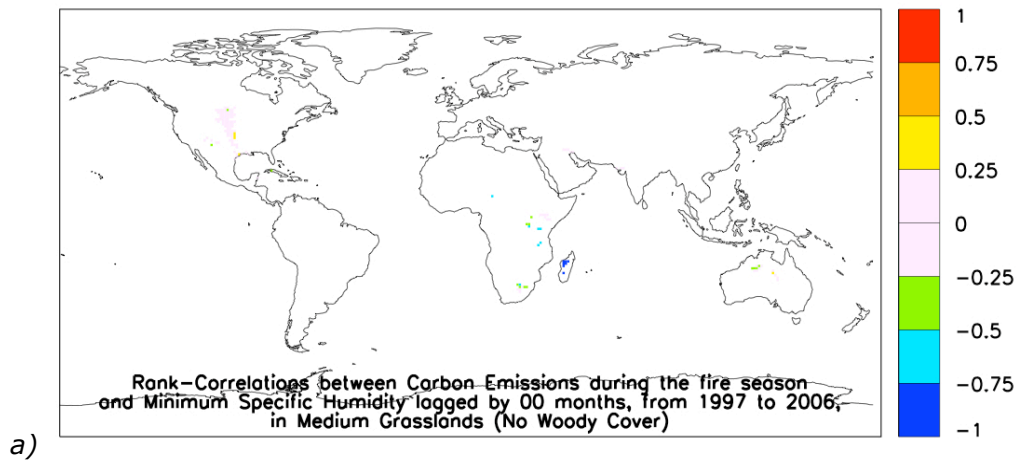 1
0.75
0.5
0.25
0
−0.25
−0.5
−0.75
−1
Rank−Correlations between Carbon Emissions during the fire season
and Minimum Specific Humidity lagged by 00 months, from 1997 to 2006,
in Medium Grasslands (No Woody Cover)
a)